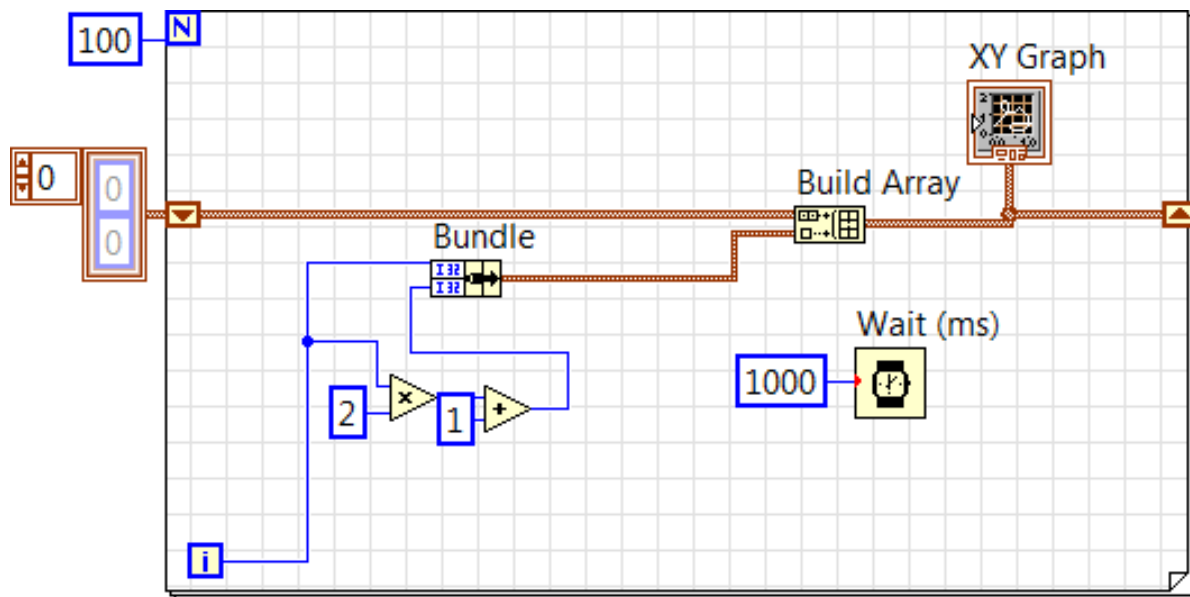 100
N
XY Graph
0
0
0
Build Array
Bundle
I32
I32
Wait (ms)
1000
x
2
1
+
i